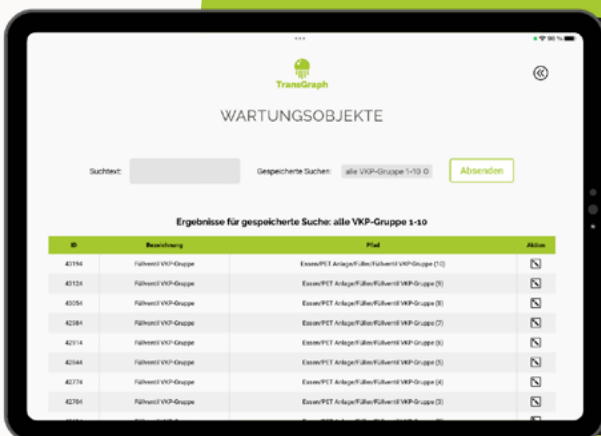 TransGraph
WARTUNGSOBJEKTE
Suchtext: Gespeicherte Suchen: alle VKP-Gruppe 1-10 Absenden
Ergebnisse für gespeicherte Suche: alle VKP-Gruppe 1-10
ID Bezeichnung Pfad Aktion
43194 Füllventil VKP-Gruppe Essen/PET Anlage/Füller/Füllventil VKP-Gruppe (10)
43124 Füllventil VKP-Gruppe Essen/PET Anlage/Füller/Füllventil VKP-Gruppe (9)
43054 Füllventil VKP-Gruppe Essen/PET Anlage/Füller/Füllventil VKP-Gruppe (8)
42984 Füllventil VKP-Gruppe Essen/PET Anlage/Füller/Füllventil VKP-Gruppe (7)
42914 Füllventil VKP-Gruppe Essen/PET Anlage/Füller/Füllventil VKP-Gruppe (6)
42844 Füllventil VKP-Gruppe Essen/PET Anlage/Füller/Füllventil VKP-Gruppe (5)
42774 Füllventil VKP-Gruppe Essen/PET Anlage/Füller/Füllventil VKP-Gruppe (4)
42704 Füllventil VKP-Gruppe Essen/PET Anlage/Füller/Füllventil VKP-Gruppe (3)